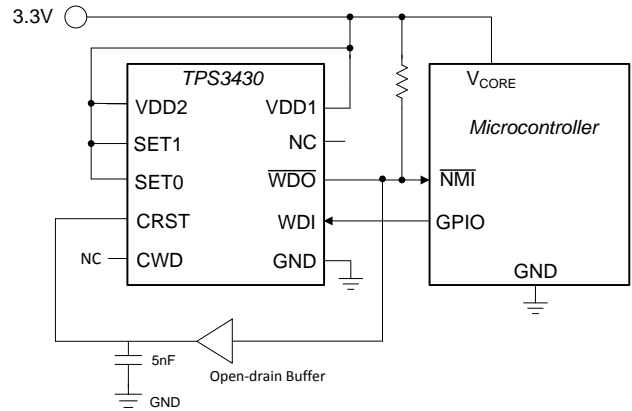 3.3V
TPS3430
VDD2
VDD1
VCORE
Microcontroller
SET1
NC
SET0
WDO
NMI
CRST
WDI
GPIO
NC
CWD
GND
GND
5nF
Open-drain Buffer
GND